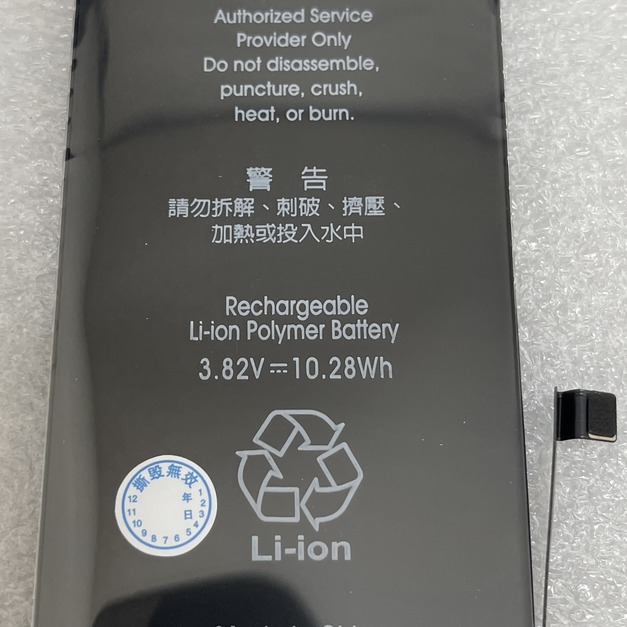 Authorized Service
Provider Only
Do not disassemble,
puncture, crush,
heat, or burn.
警 告
請勿拆解、刺破、擠壓、
加熱或投入水中
Rechargeable
Li-ion Polymer Battery
3.82V⎓10.28Wh
撕毀無效
年
日
12 11 10 9 8 7 6 5 4 3 2 1
Li-ion